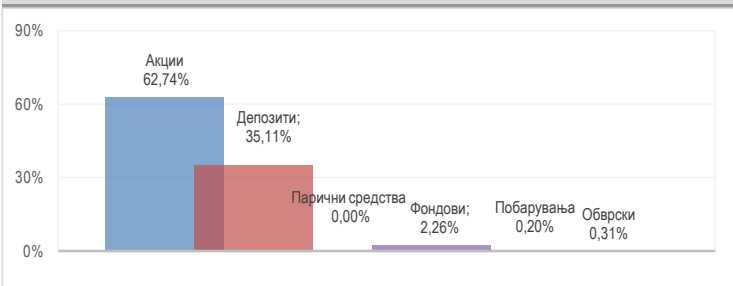 90%
60%
30%
0%
Акции
62,74%
Депозити;
35,11%
Парични средства
0,00%
Фондови;
2,26%
Побарувања
0,20%
Обврски
0,31%